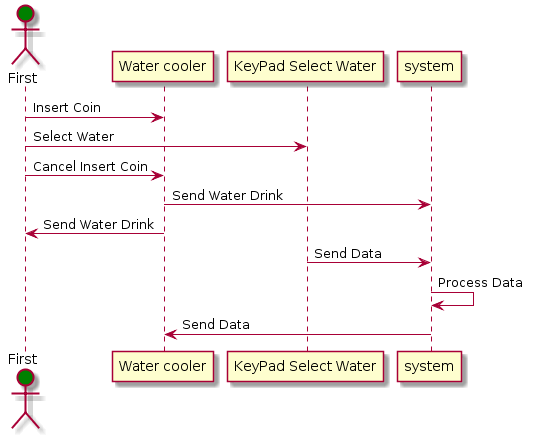 First
Water cooler
KeyPad Select Water
system
Insert Coin
Select Water
Cancel Insert Coin
Send Water Drink
Send Water Drink
Send Data
Process Data
Send Data
First
Water cooler
KeyPad Select Water
system